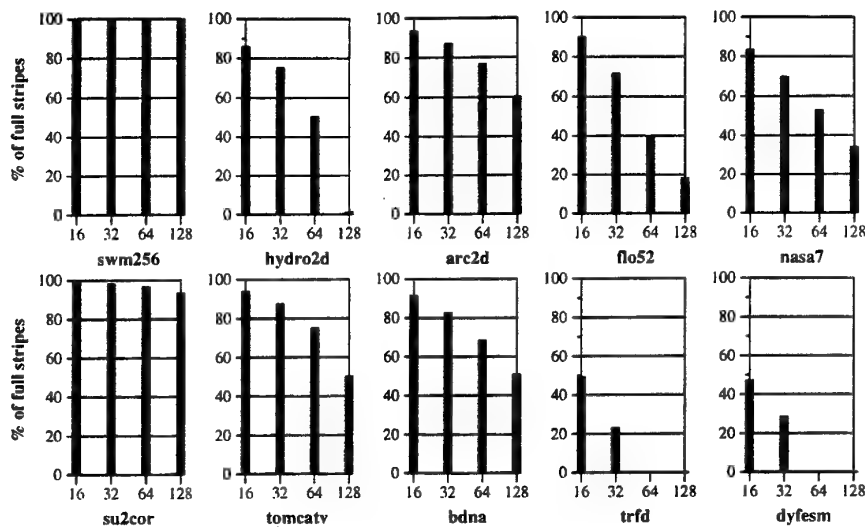 % of full stripes
100 80 60 40 20 0
16 32 64 128
swm256
100 80 60 40 20 0
16 32 64 128
hydro2d
100 80 60 40 20 0
16 32 64 128
arc2d
100 80 60 40 20 0
16 32 64 128
flo52
100 80 60 40 20 0
16 32 64 128
nasa7
% of full stripes
100 80 60 40 20 0
16 32 64 128
su2cor
100 80 60 40 20 0
16 32 64 128
tomcatv
100 80 60 40 20 0
16 32 64 128
bdna
100 80 60 40 20 0
16 32 64 128
trfd
100 80 60 40 20 0
16 32 64 128
dyfesm